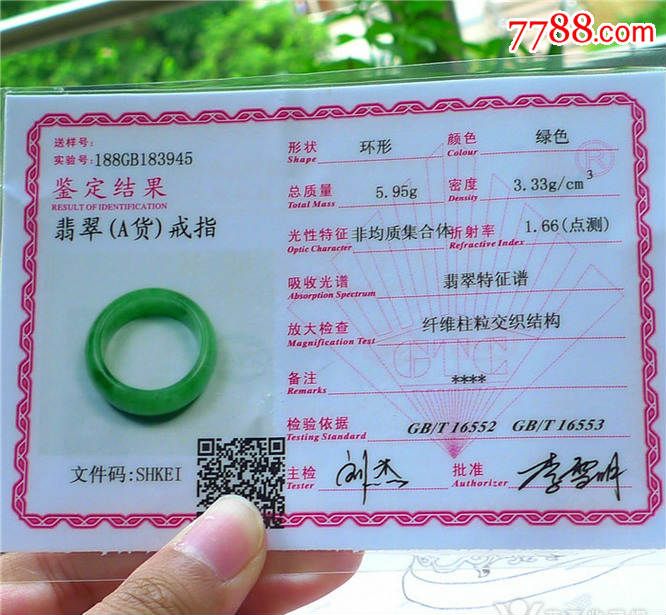 7788.com
送样号:
实验号:188GB183945
鉴定结果
RESULT OF IDENTIFICATION
翡翠(A货)戒指
文件码:SHKEI
形状 环形 颜色 绿色
Shape Colour
总质量 5.95g 密度 3.33g/cm³
Total Mass Density
光性特征 非均质集合体 折射率 1.66(点测)
Optic Character Refractive Index
吸收光谱 翡翠特征谱
Absorption Spectrum
放大检查 纤维柱粒交织结构
Magnification Test
GTC
备注 ****
Remarks
检验依据 GB/T 16552 GB/T 16553
Testing Standard
主检 刘杰 批准 李雪明
Tester Authorizer